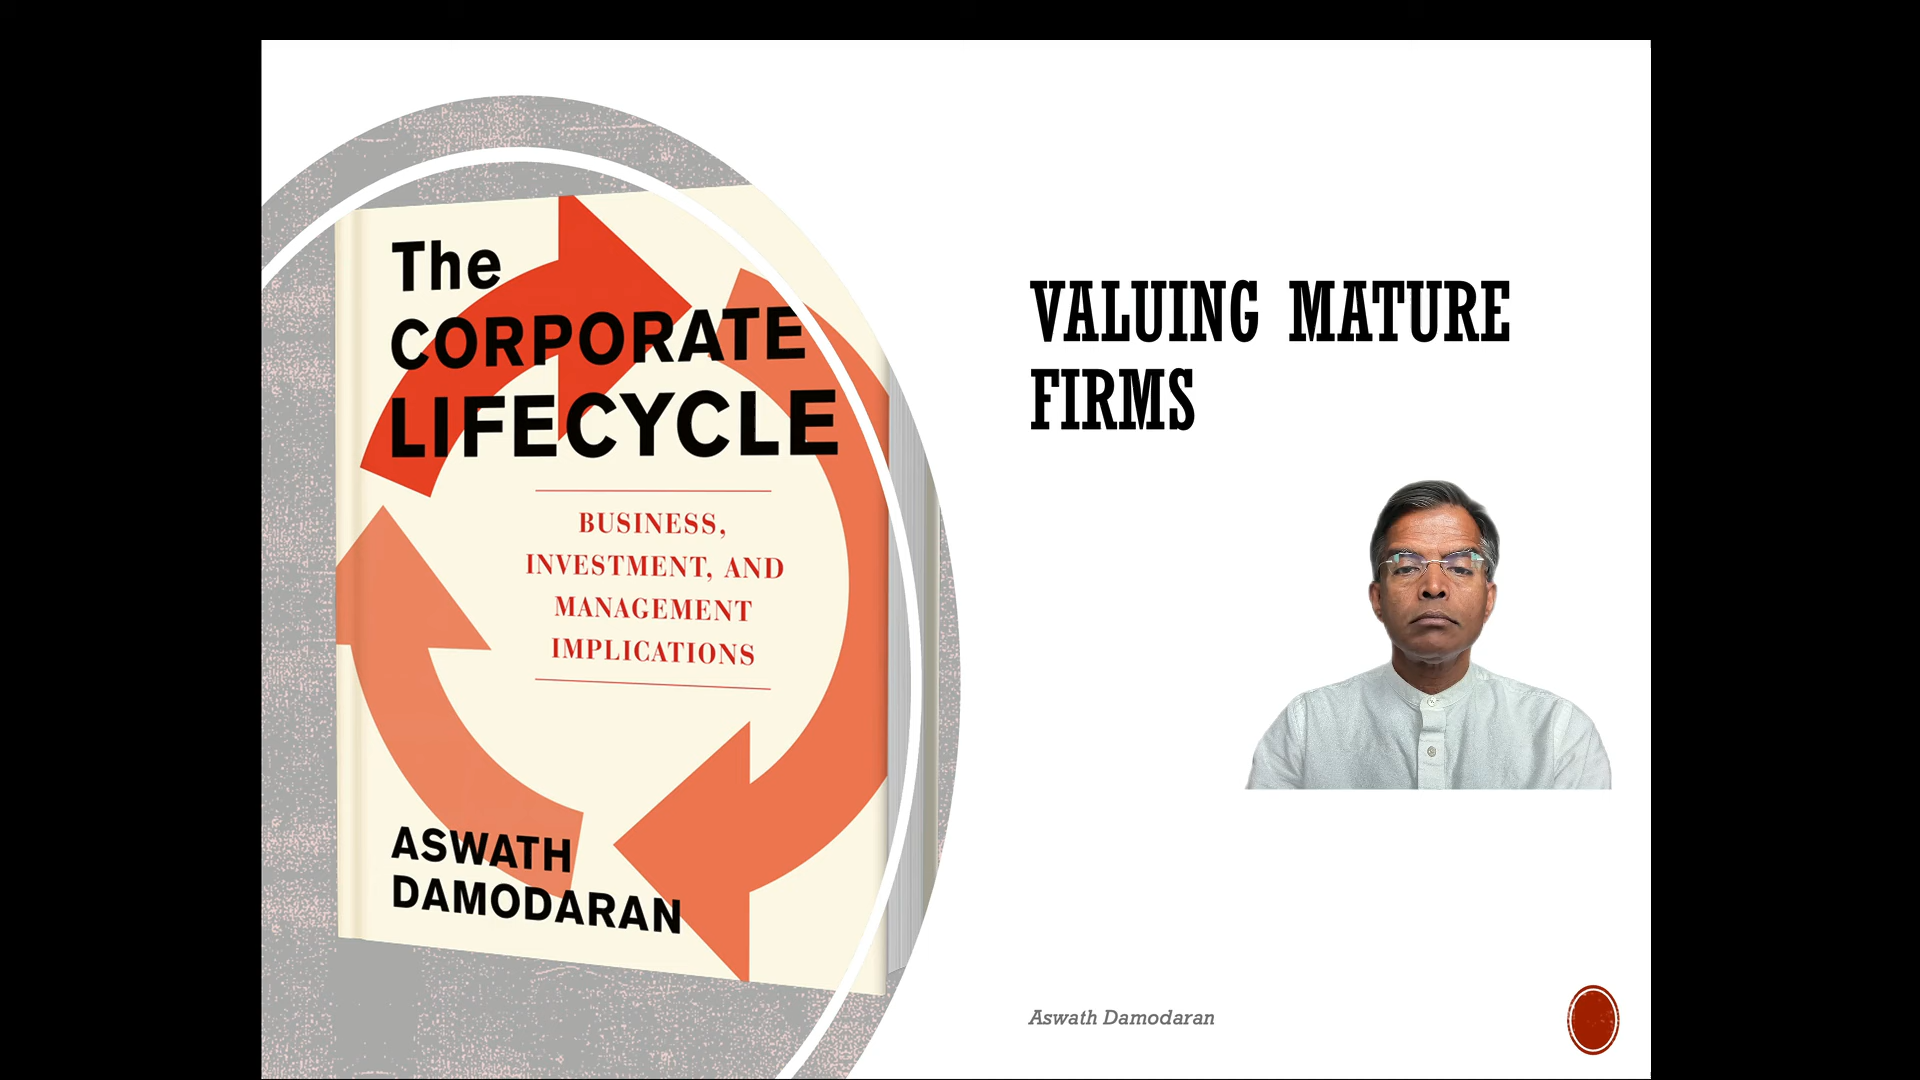 The
CORPORATE
LIFECYCLE
BUSINESS,
INVESTMENT, AND
MANAGEMENT
IMPLICATIONS
ASWATH
DAMODARAN
VALUING MATURE
FIRMS
Aswath Damodaran